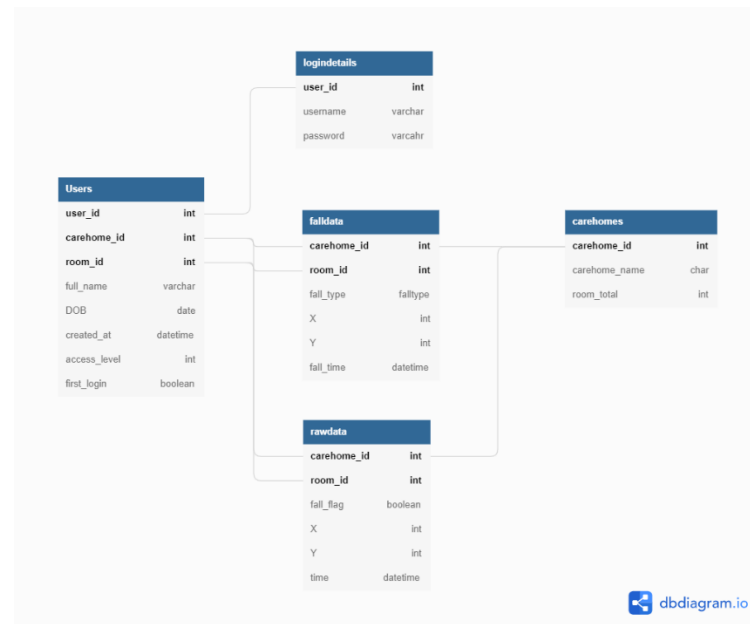 logindetails
user_id int
username varchar
password varcahr
Users
user_id int
carehome_id int
room_id int
full_name varchar
DOB date
created_at datetime
access_level int
first_login boolean
falldata
carehome_id int
room_id int
fall_type falltype
X int
Y int
fall_time datetime
carehomes
carehome_id int
carehome_name char
room_total int
rawdata
carehome_id int
room_id int
fall_flag boolean
X int
Y int
time datetime
dbdiagram.io